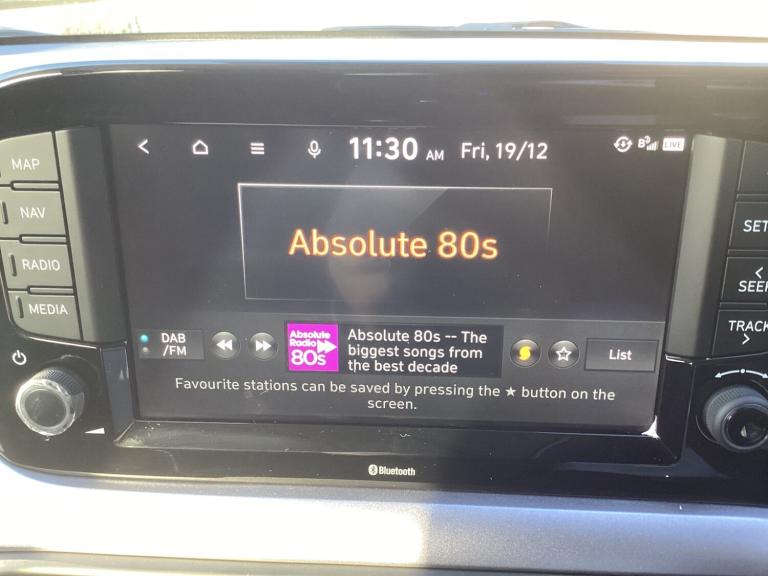 11:30 AM Fri, 19/12
LIVE
MAP
NAV
RADIO
MEDIA
Absolute 80s
DAB
/FM
Absolute
Radio
80s
Absolute 80s -- The
biggest songs from
the best decade
List
Favourite stations can be saved by pressing the ★ button on the
screen.
SET
SEEK
TRACK
Bluetooth